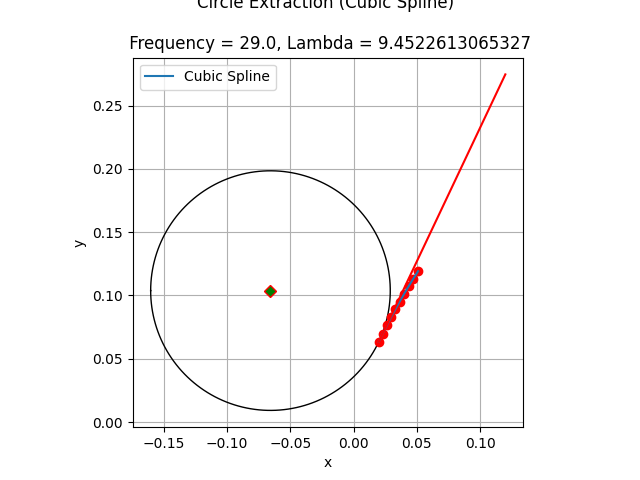 Circle Extraction (Cubic Spline)
Frequency = 29.0, Lambda = 9.4522613065327
Cubic Spline
0.25
0.20
0.15
0.10
0.05
0.00
y
−0.15 −0.10 −0.05 0.00 0.05 0.10
x